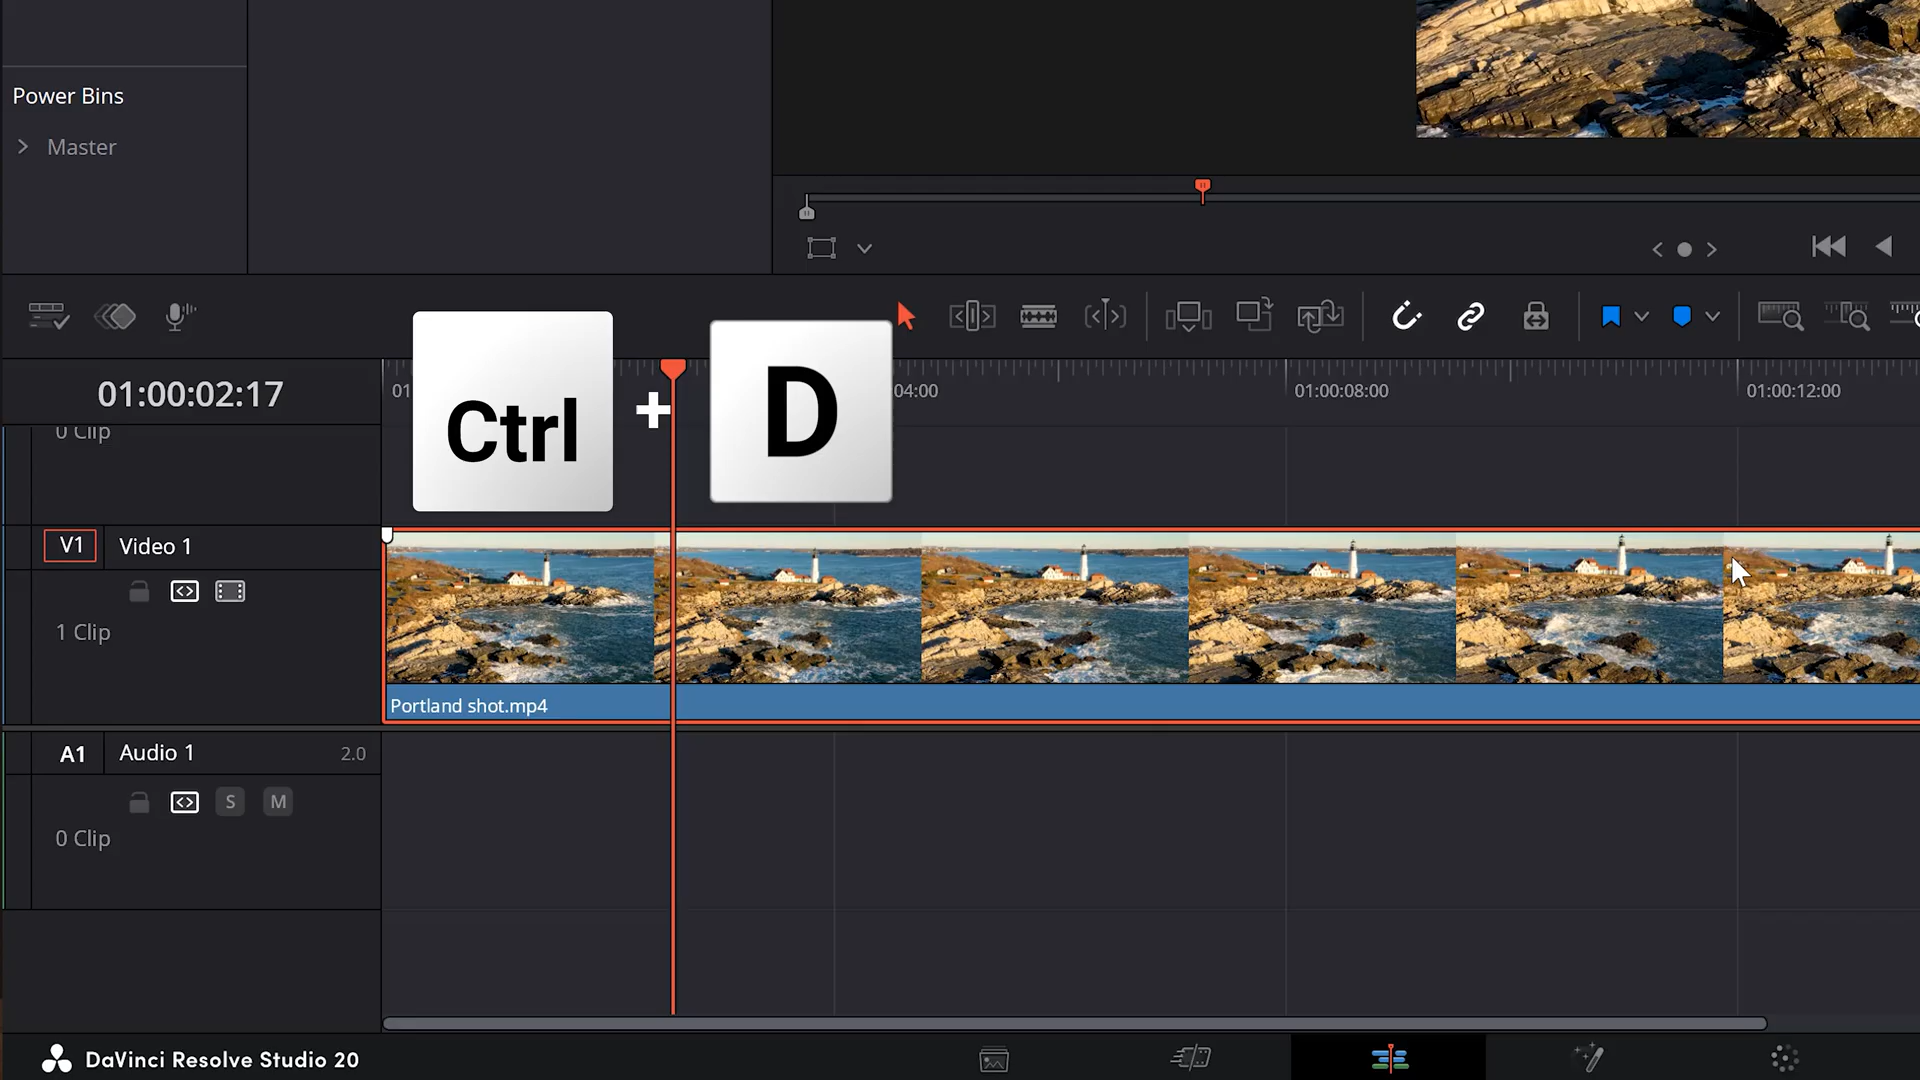 Power Bins
Master
01:00:02:17
01
04:00
01:00:08:00
01:00:12:00
Ctrl + D
0 Clip
V1 Video 1
1 Clip
Portland shot.mp4
A1 Audio 1 2.0
S M
0 Clip
DaVinci Resolve Studio 20